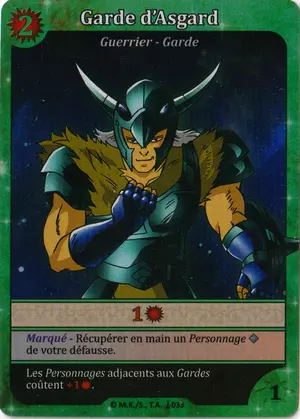 2
Garde d'Asgard
Guerrier - Garde
1
Marqué - Récupérer en main un Personnage
de votre défausse.
Les Personnages adjacents aux Gardes
coûtent +1.
© M.K./S., T.A.
1